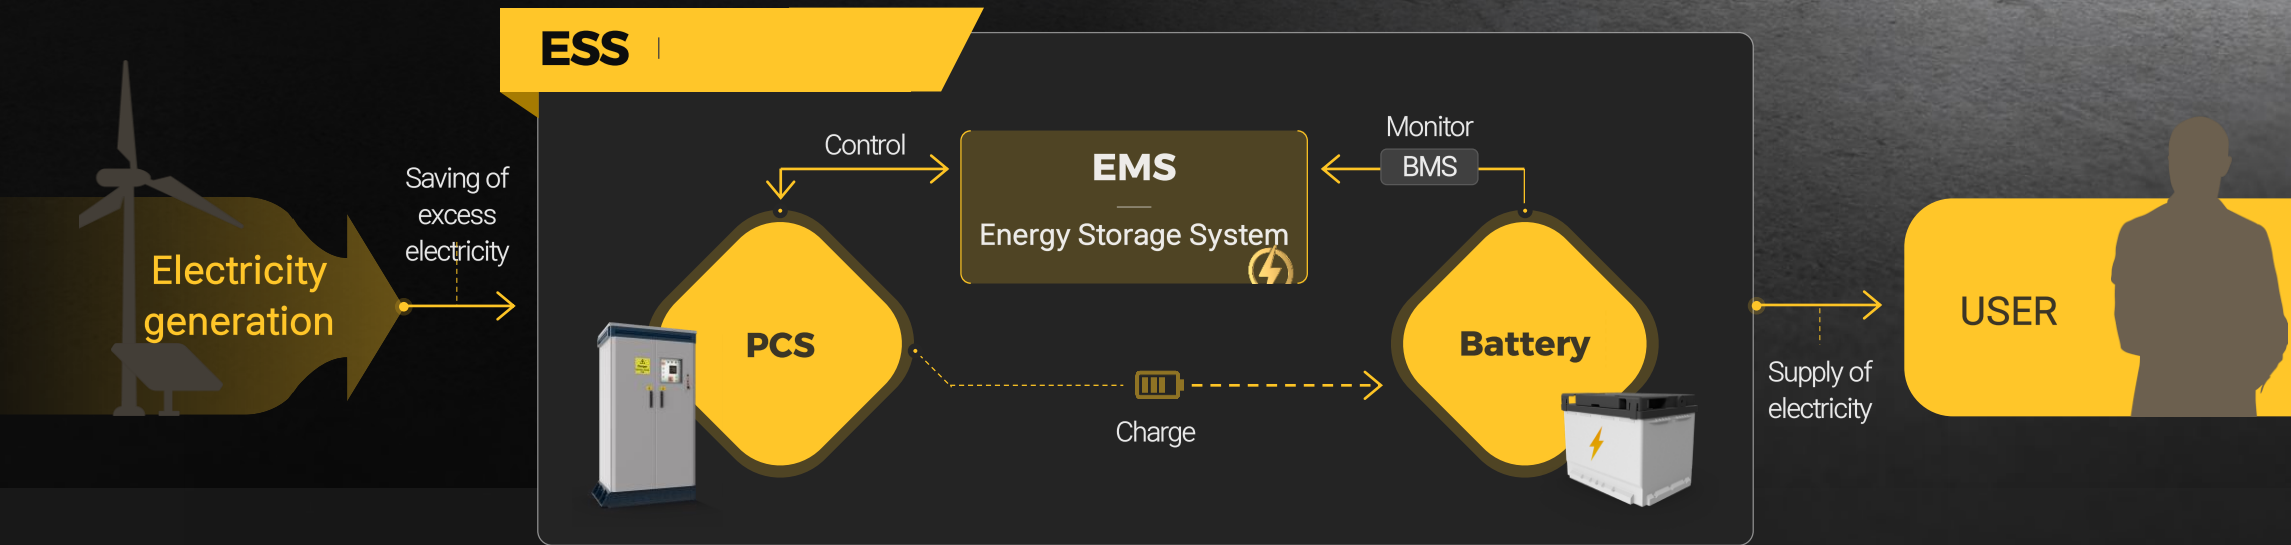 ESS |
Electricity
generation
Saving of
excess
electricity
Control
EMS
Energy Storage System
Monitor
BMS
PCS
Charge
Battery
Supply of
electricity
USER